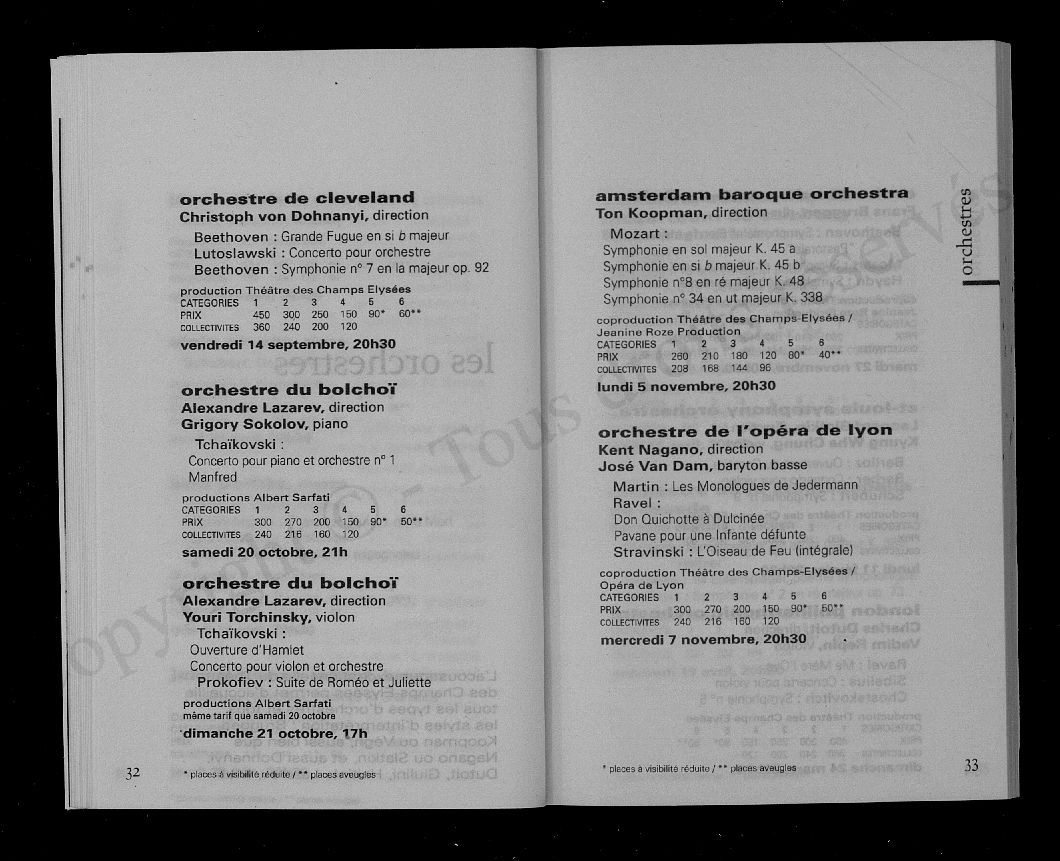 orchestre de cleveland
Christoph von Dohnanyi, direction
Beethoven : Grande Fugue en si b majeur
Lutoslawski : Concerto pour orchestre
Beethoven : Symphonie n° 7 en la majeur op. 92
production Théâtre des Champs Elysées
CATEGORIES 1 2 3 4 5 6
PRIX 450 300 250 150 90* 60**
COLLECTIVITES 360 240 200 120
vendredi 14 septembre, 20h30
orchestre du bolchoï
Alexandre Lazarev, direction
Grigory Sokolov, piano
Tchaïkovski :
Concerto pour piano et orchestre n° 1
Manfred
productions Albert Sarfati
CATEGORIES 1 2 3 4 5 6
PRIX 300 270 200 150 90* 50**
COLLECTIVITES 240 216 160 120
samedi 20 octobre, 21h
orchestre du bolchoï
Alexandre Lazarev, direction
Youri Torchinsky, violon
Tchaïkovski :
Ouverture d'Hamlet
Concerto pour violon et orchestre
Prokofiev : Suite de Roméo et Juliette
productions Albert Sarfati
même tarif que samedi 20 octobre
dimanche 21 octobre, 17h
32
* places à visibilité réduite / ** places aveugles
amsterdam baroque orchestra
Ton Koopman, direction
Mozart :
Symphonie en sol majeur K. 45 a
Symphonie en si b majeur K. 45 b
Symphonie n°8 en ré majeur K. 48
Symphonie n° 34 en ut majeur K. 338
coproduction Théâtre des Champs-Elysées /
Jeanine Roze Production
CATEGORIES 1 2 3 4 5 6
PRIX 260 210 180 120 80* 40**
COLLECTIVITES 208 168 144 96
lundi 5 novembre, 20h30
orchestre de l'opéra de lyon
Kent Nagano, direction
José Van Dam, baryton basse
Martin : Les Monologues de Jedermann
Ravel :
Don Quichotte à Dulcinée
Pavane pour une Infante défunte
Stravinski : L'Oiseau de Feu (intégrale)
coproduction Théâtre des Champs-Elysées /
Opéra de Lyon
CATEGORIES 1 2 3 4 5 6
PRIX 300 270 200 150 90* 50**
COLLECTIVITES 240 216 160 120
mercredi 7 novembre, 20h30
* places à visibilité réduite / ** places aveugles
33
orchestres